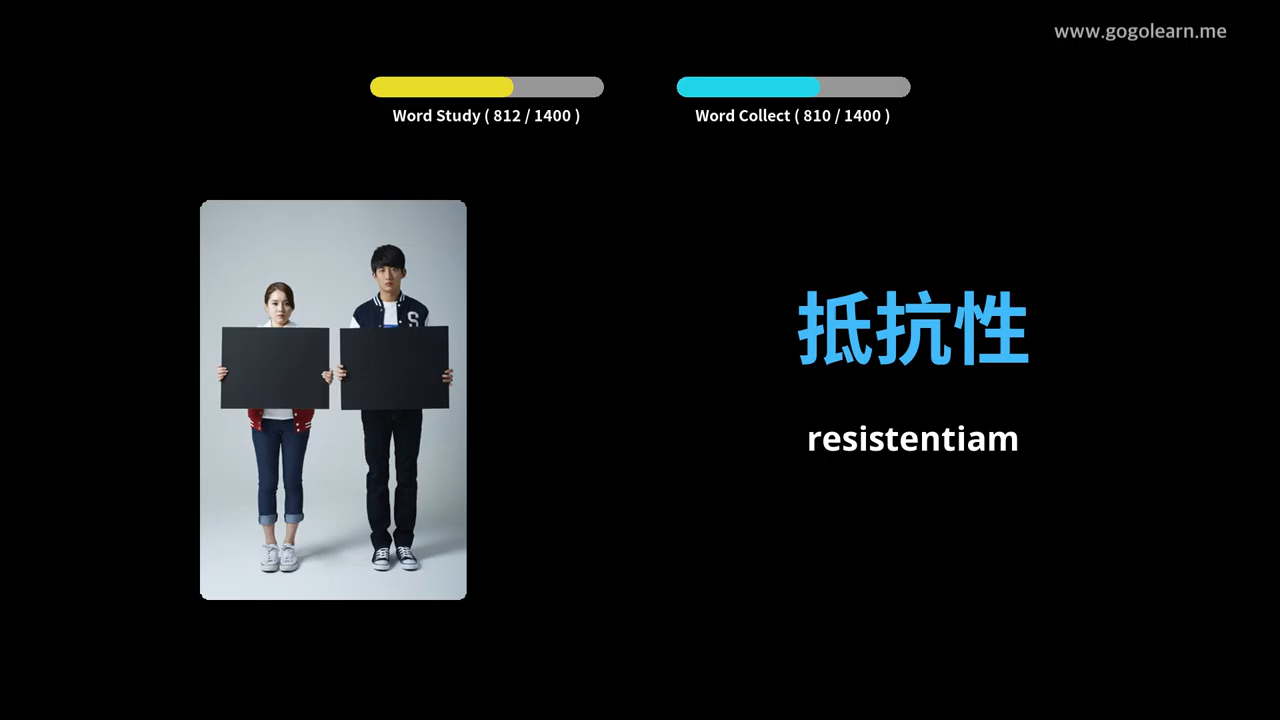 www.gogolearn.me
Word Study ( 812 / 1400 )
Word Collect ( 810 / 1400 )
S
抵抗性
resistentiam